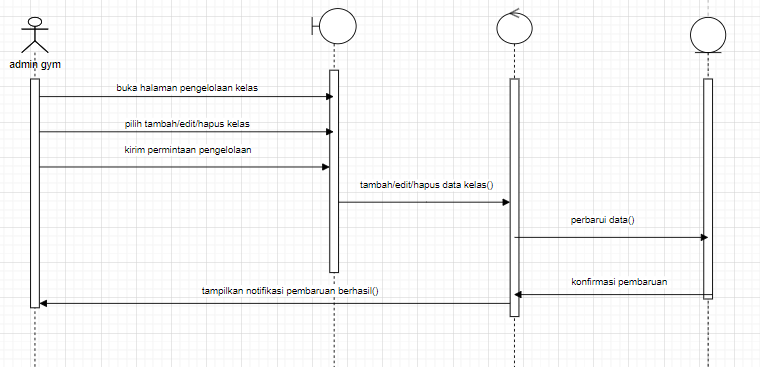 admin gym
buka halaman pengelolaan kelas
pilih tambah/edit/hapus kelas
kirim permintaan pengelolaan
tambah/edit/hapus data kelas()
perbarui data()
konfirmasi pembaruan
tampilkan notifikasi pembaruan berhasil()